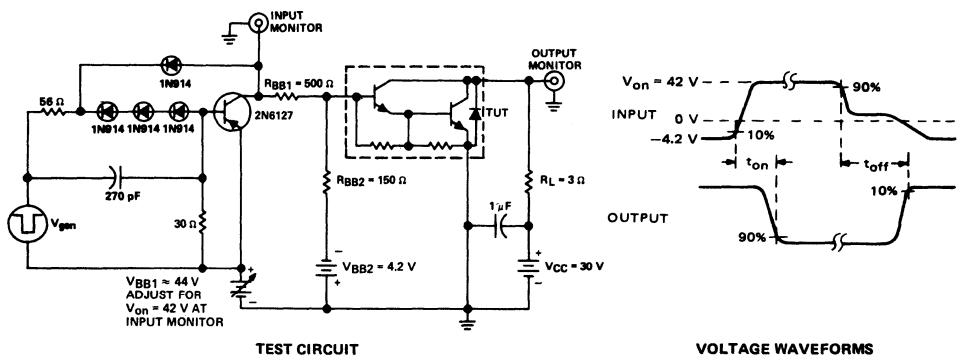 INPUT
MONITOR
OUTPUT
MONITOR
1N914
RBB1 = 500 Ω
56 Ω
1N914 1N914 1N914
2N6127
TUT
270 pF
RBB2 = 150 Ω
RL = 3 Ω
1 µF
Vgen
30 Ω
VBB1 ≈ 44 V
ADJUST FOR
Von = 42 V AT
INPUT MONITOR
+
−
−
VBB2 = 4.2 V
+
+
VCC = 30 V
−
TEST CIRCUIT
Von = 42 V
90%
INPUT
0 V
−4.2 V
10%
ton
toff
10%
OUTPUT
90%
VOLTAGE WAVEFORMS